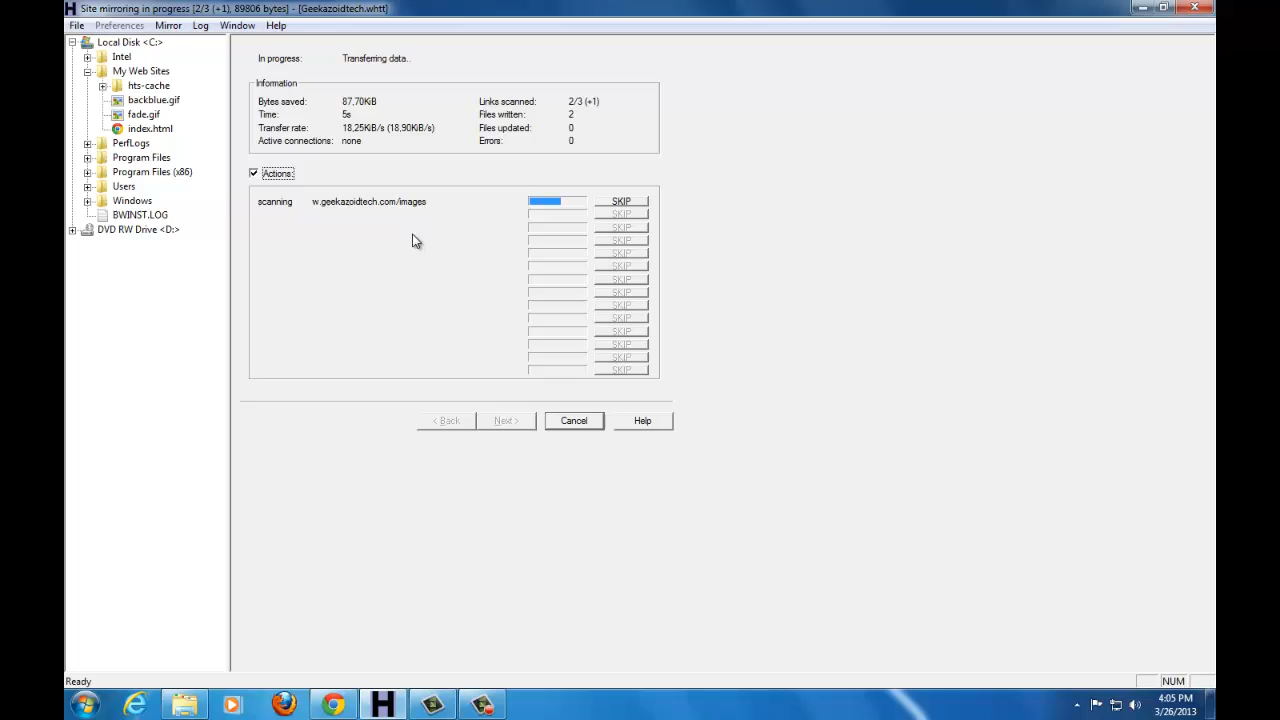 Site mirroring in progress [2/3 (+1), 89806 bytes] - [Geekazoidtech.whtt]
File Preferences Mirror Log Window Help
Local Disk <C:>
Intel
My Web Sites
hts-cache
backblue.gif
fade.gif
index.html
PerfLogs
Program Files
Program Files (x86)
Users
Windows
BWINST.LOG
DVD RW Drive <D:>
In progress: Transferring data..
Information
Bytes saved: 87,70KiB Links scanned: 2/3 (+1)
Time: 5s Files written: 2
Transfer rate: 18,25KiB/s (18,90KiB/s) Files updated: 0
Active connections: none Errors: 0
Actions:
scanning w.geekazoidtech.com/images SKIP
SKIP
SKIP
SKIP
SKIP
SKIP
SKIP
SKIP
SKIP
SKIP
SKIP
SKIP
SKIP
SKIP
< Back Next > Cancel Help
Ready NUM
4:05 PM
3/26/2013